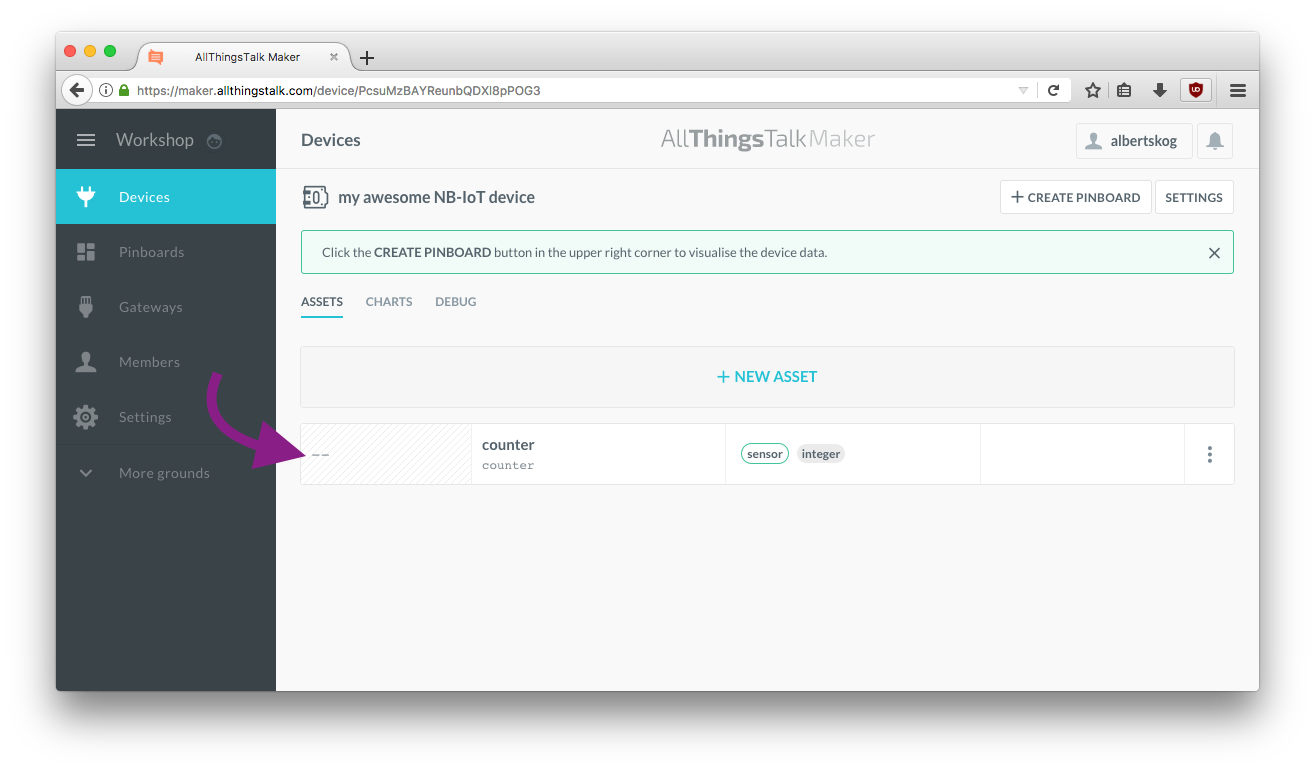 AllThingsTalk Maker
https://maker.allthingstalk.com/device/PcsuMzBAYReunbQDXl8pPOG3
Workshop
Devices
AllThingsTalkMaker
albertskog
Devices
Pinboards
Gateways
Members
Settings
More grounds
my awesome NB-IoT device
+ CREATE PINBOARD
SETTINGS
Click the CREATE PINBOARD button in the upper right corner to visualise the device data.
ASSETS CHARTS DEBUG
+ NEW ASSET
--
counter
counter
sensor integer